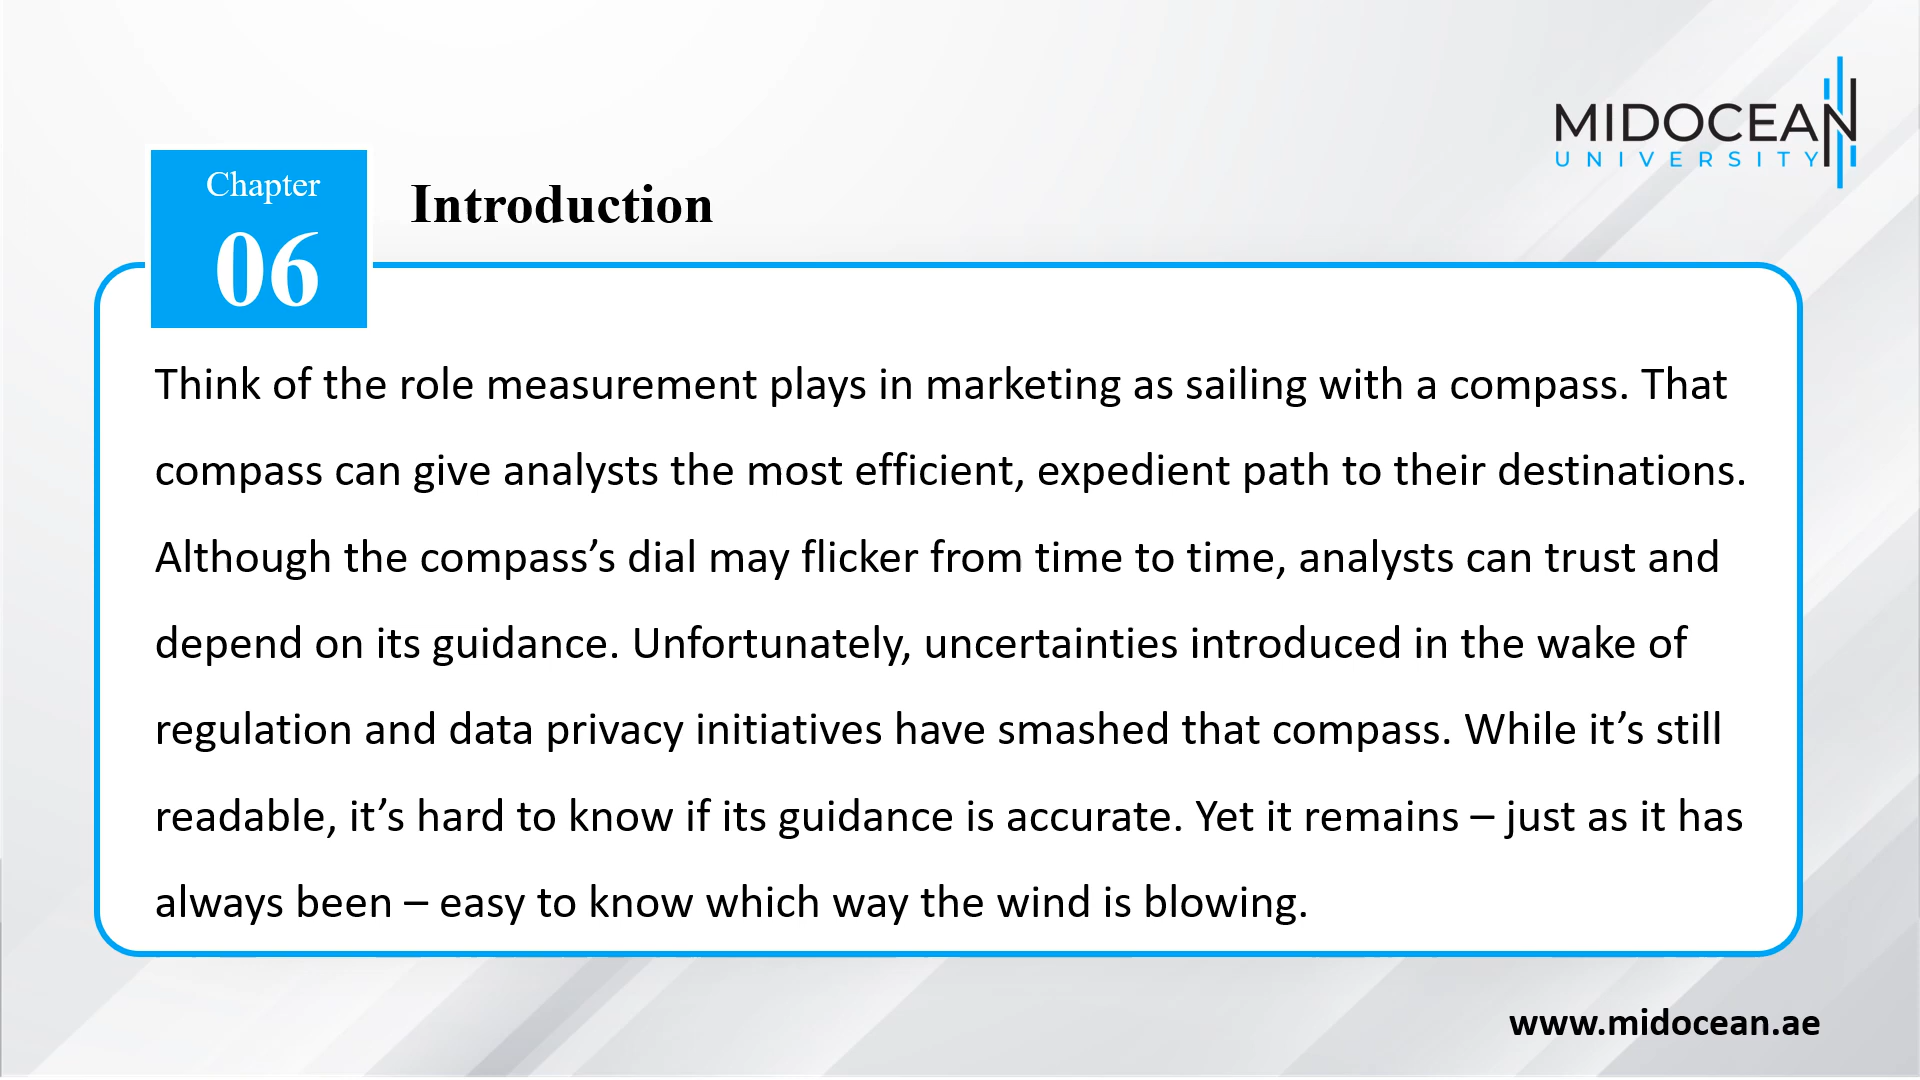 MIDOCEAN
UNIVERSITY
Chapter
06
Introduction
Think of the role measurement plays in marketing as sailing with a compass. That
compass can give analysts the most efficient, expedient path to their destinations.
Although the compass’s dial may flicker from time to time, analysts can trust and
depend on its guidance. Unfortunately, uncertainties introduced in the wake of
regulation and data privacy initiatives have smashed that compass. While it’s still
readable, it’s hard to know if its guidance is accurate. Yet it remains – just as it has
always been – easy to know which way the wind is blowing.
www.midocean.ae